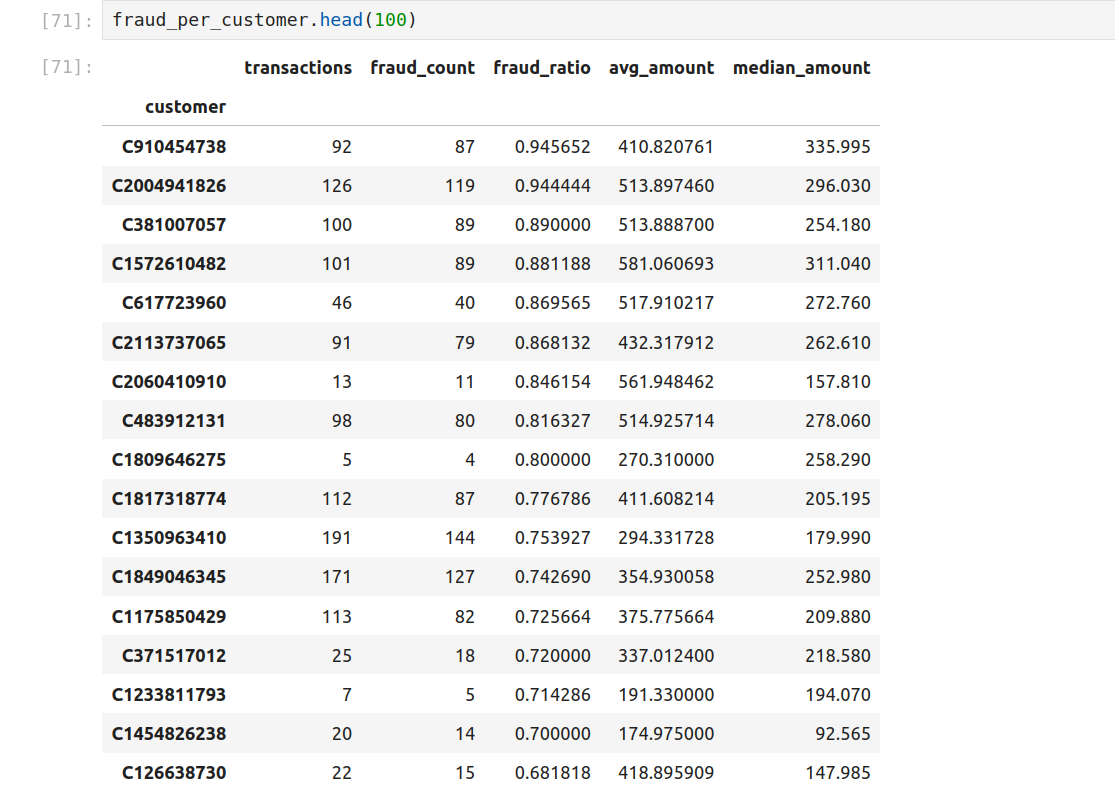 [71]: fraud_per_customer.head(100)
[71]: transactions fraud_count fraud_ratio avg_amount median_amount
customer
C910454738 92 87 0.945652 410.820761 335.995
C2004941826 126 119 0.944444 513.897460 296.030
C381007057 100 89 0.890000 513.888700 254.180
C1572610482 101 89 0.881188 581.060693 311.040
C617723960 46 40 0.869565 517.910217 272.760
C2113737065 91 79 0.868132 432.317912 262.610
C2060410910 13 11 0.846154 561.948462 157.810
C483912131 98 80 0.816327 514.925714 278.060
C1809646275 5 4 0.800000 270.310000 258.290
C1817318774 112 87 0.776786 411.608214 205.195
C1350963410 191 144 0.753927 294.331728 179.990
C1849046345 171 127 0.742690 354.930058 252.980
C1175850429 113 82 0.725664 375.775664 209.880
C371517012 25 18 0.720000 337.012400 218.580
C1233811793 7 5 0.714286 191.330000 194.070
C1454826238 20 14 0.700000 174.975000 92.565
C126638730 22 15 0.681818 418.895909 147.985